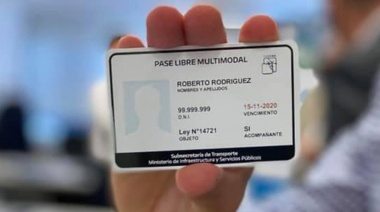 PASE LIBRE MULTIMODAL
ROBERTO RODRIGUEZ
NOMBRES Y APELLIDOS
99.999.999
D.N.I.
15-11-2020
VENCIMIENTO
Ley N°14721
OBJETO
SI
ACOMPAÑANTE
Subsecretaría de Transporte
Ministerio de Infraestructura y Servicios Públicos